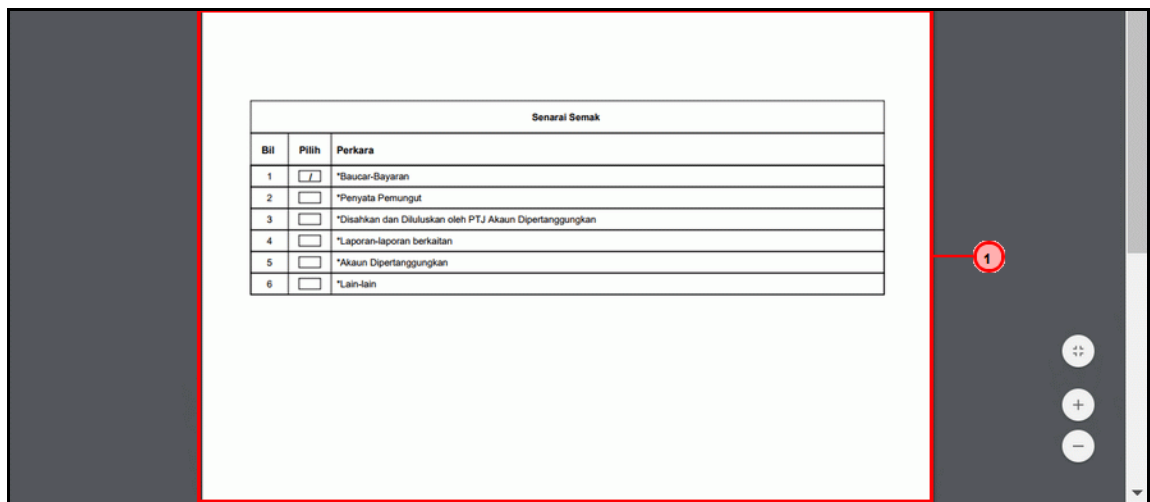 Senarai Semak
Bil Pilih Perkara
1 / *Baucar-Bayaran
2 *Penyata Pemungut
3 *Disahkan dan Diluluskan oleh PTJ Akaun Dipertanggungkan
4 *Laporan-laporan berkaitan
5 *Akaun Dipertanggungkan
6 *Lain-lain
1